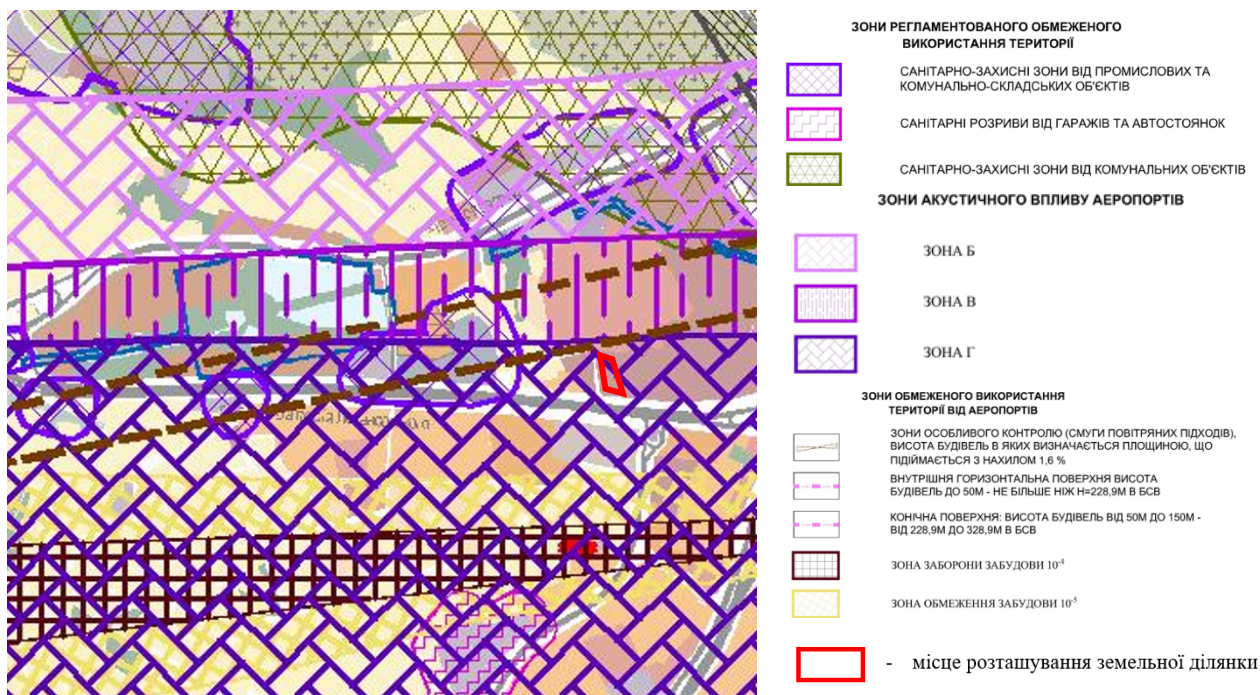 ЗОНИ РЕГЛАМЕНТОВАНОГО ОБМЕЖЕНОГО
ВИКОРИСТАННЯ ТЕРИТОРІЇ
САНІТАРНО-ЗАХИСНІ ЗОНИ ВІД ПРОМИСЛОВИХ ТА
КОМУНАЛЬНО-СКЛАДСЬКИХ ОБ'ЄКТІВ
САНІТАРНІ РОЗРИВИ ВІД ГАРАЖІВ ТА АВТОСТОЯНОК
САНІТАРНО-ЗАХИСНІ ЗОНИ ВІД КОМУНАЛЬНИХ ОБ'ЄКТІВ
ЗОНИ АКУСТИЧНОГО ВПЛИВУ АЕРОПОРТІВ
ЗОНА Б
ЗОНА В
ЗОНА Г
ЗОНИ ОБМЕЖЕНОГО ВИКОРИСТАННЯ
ТЕРИТОРІЇ ВІД АЕРОПОРТІВ
ЗОНИ ОСОБЛИВОГО КОНТРОЛЮ (СМУГИ ПОВІТРЯНИХ ПІДХОДІВ),
ВИСОТА БУДІВЕЛЬ В ЯКИХ ВИЗНАЧАЄТЬСЯ ПЛОЩИНОЮ, ЩО
ПІДІЙМАЄТЬСЯ З НАХИЛОМ 1,6 %
ВНУТРІШНЯ ГОРИЗОНТАЛЬНА ПОВЕРХНЯ ВИСОТА
БУДІВЕЛЬ ДО 50М - НЕ БІЛЬШЕ НІЖ Н=228,9М В БСВ
КОНІЧНА ПОВЕРХНЯ: ВИСОТА БУДІВЕЛЬ ВІД 50М ДО 150М -
ВІД 228,9М ДО 328,9М В БСВ
ЗОНА ЗАБОРОНИ ЗАБУДОВИ 10⁻⁴
ЗОНА ОБМЕЖЕННЯ ЗАБУДОВИ 10⁻⁵
- місце розташування земельної ділянки